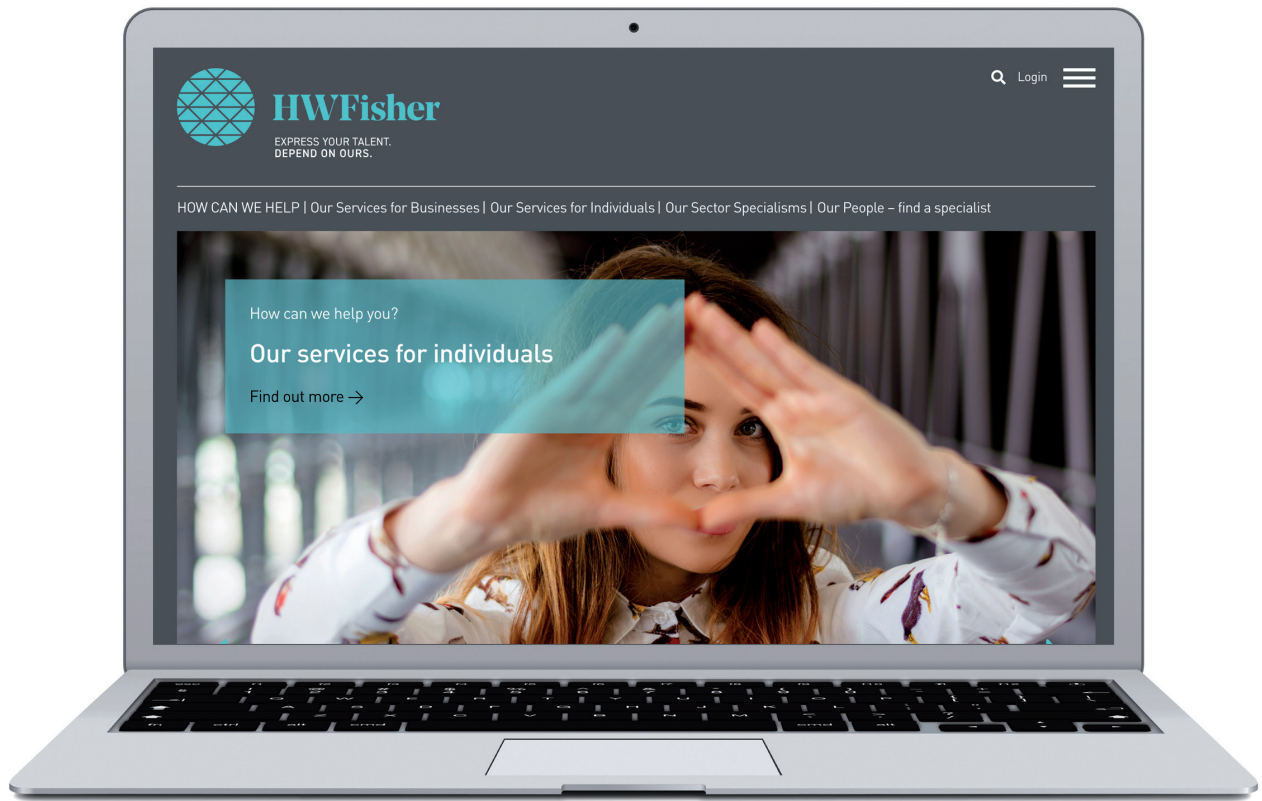 HWFisher
EXPRESS YOUR TALENT.
DEPEND ON OURS.
Login
HOW CAN WE HELP | Our Services for Businesses | Our Services for Individuals | Our Sector Specialisms | Our People – find a specialist
How can we help you?
Our services for individuals
Find out more →